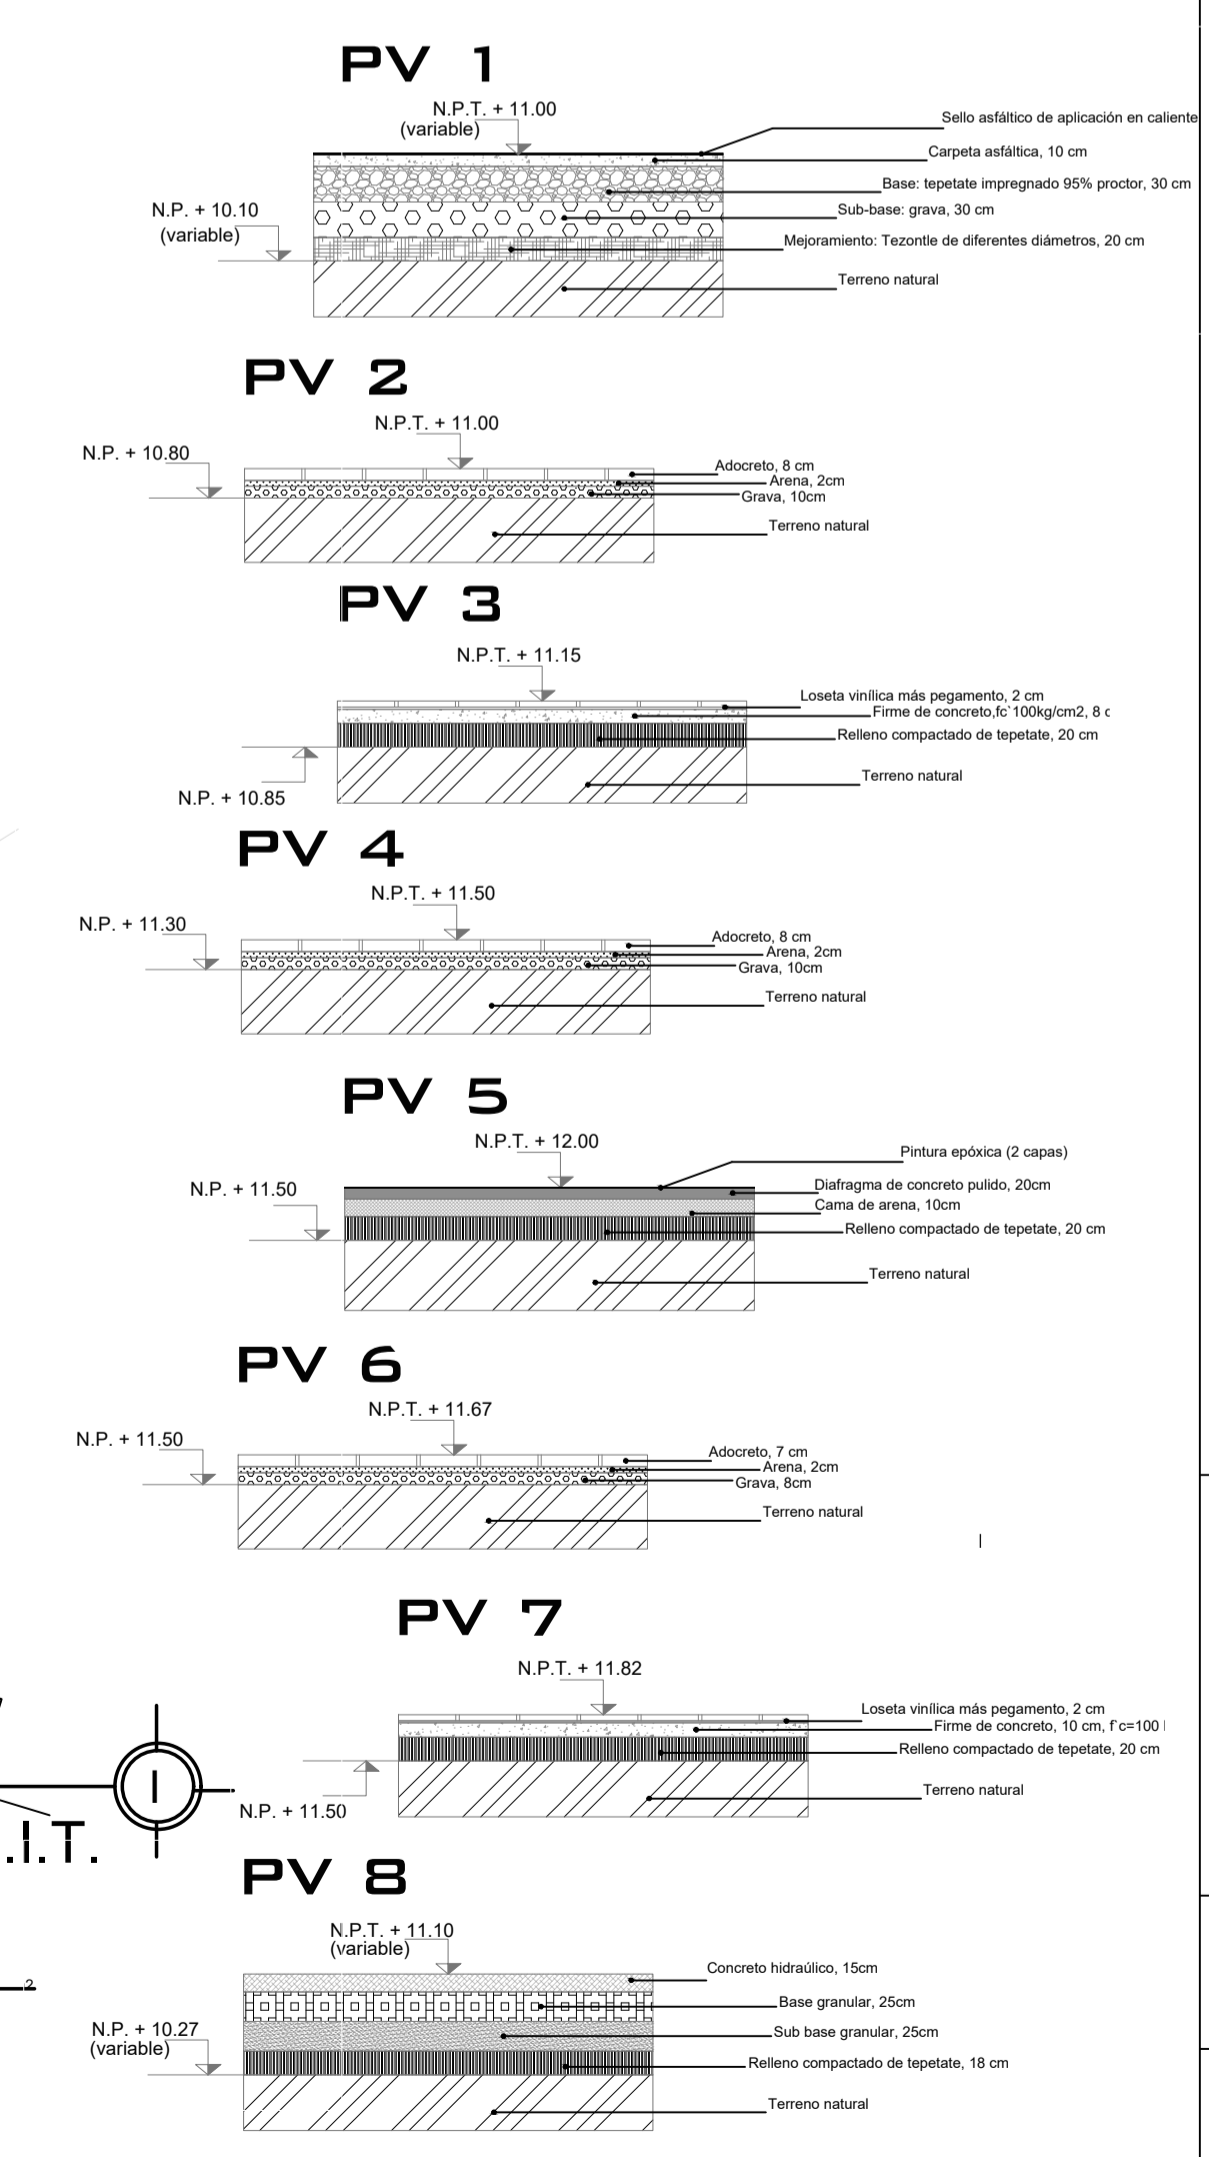 PV 1
N.P.T. + 11.00
(variable)
Sello asfáltico de aplicación en caliente
Carpeta asfáltica, 10 cm
Base: tepetate impregnado 95% proctor, 30 cm
N.P. + 10.10
(variable)
Sub-base: grava, 30 cm
Mejoramiento: Tezontle de diferentes diámetros, 20 cm
Terreno natural
PV 2
N.P.T. + 11.00
N.P. + 10.80
Adocreto, 8 cm
Arena, 2cm
Grava, 10cm
Terreno natural
PV 3
N.P.T. + 11.15
Loseta vinílica más pegamento, 2 cm
Firme de concreto,fc`100kg/cm2, 8 c
Relleno compactado de tepetate, 20 cm
Terreno natural
N.P. + 10.85
PV 4
N.P.T. + 11.50
N.P. + 11.30
Adocreto, 8 cm
Arena, 2cm
Grava, 10cm
Terreno natural
PV 5
N.P.T. + 12.00
Pintura epóxica (2 capas)
N.P. + 11.50
Diafragma de concreto pulido, 20cm
Cama de arena, 10cm
Relleno compactado de tepetate, 20 cm
Terreno natural
PV 6
N.P.T. + 11.67
N.P. + 11.50
Adocreto, 7 cm
Arena, 2cm
Grava, 8cm
Terreno natural
PV 7
N.P.T. + 11.82
Loseta vinílica más pegamento, 2 cm
Firme de concreto, 10 cm, f`c=100
Relleno compactado de tepetate, 20 cm
Terreno natural
N.P. + 11.50
I
.I.T.
PV 8
N.P.T. + 11.10
(variable)
Concreto hidraúlico, 15cm
2
Base granular, 25cm
N.P. + 10.27
(variable)
Sub base granular, 25cm
Relleno compactado de tepetate, 18 cm
Terreno natural